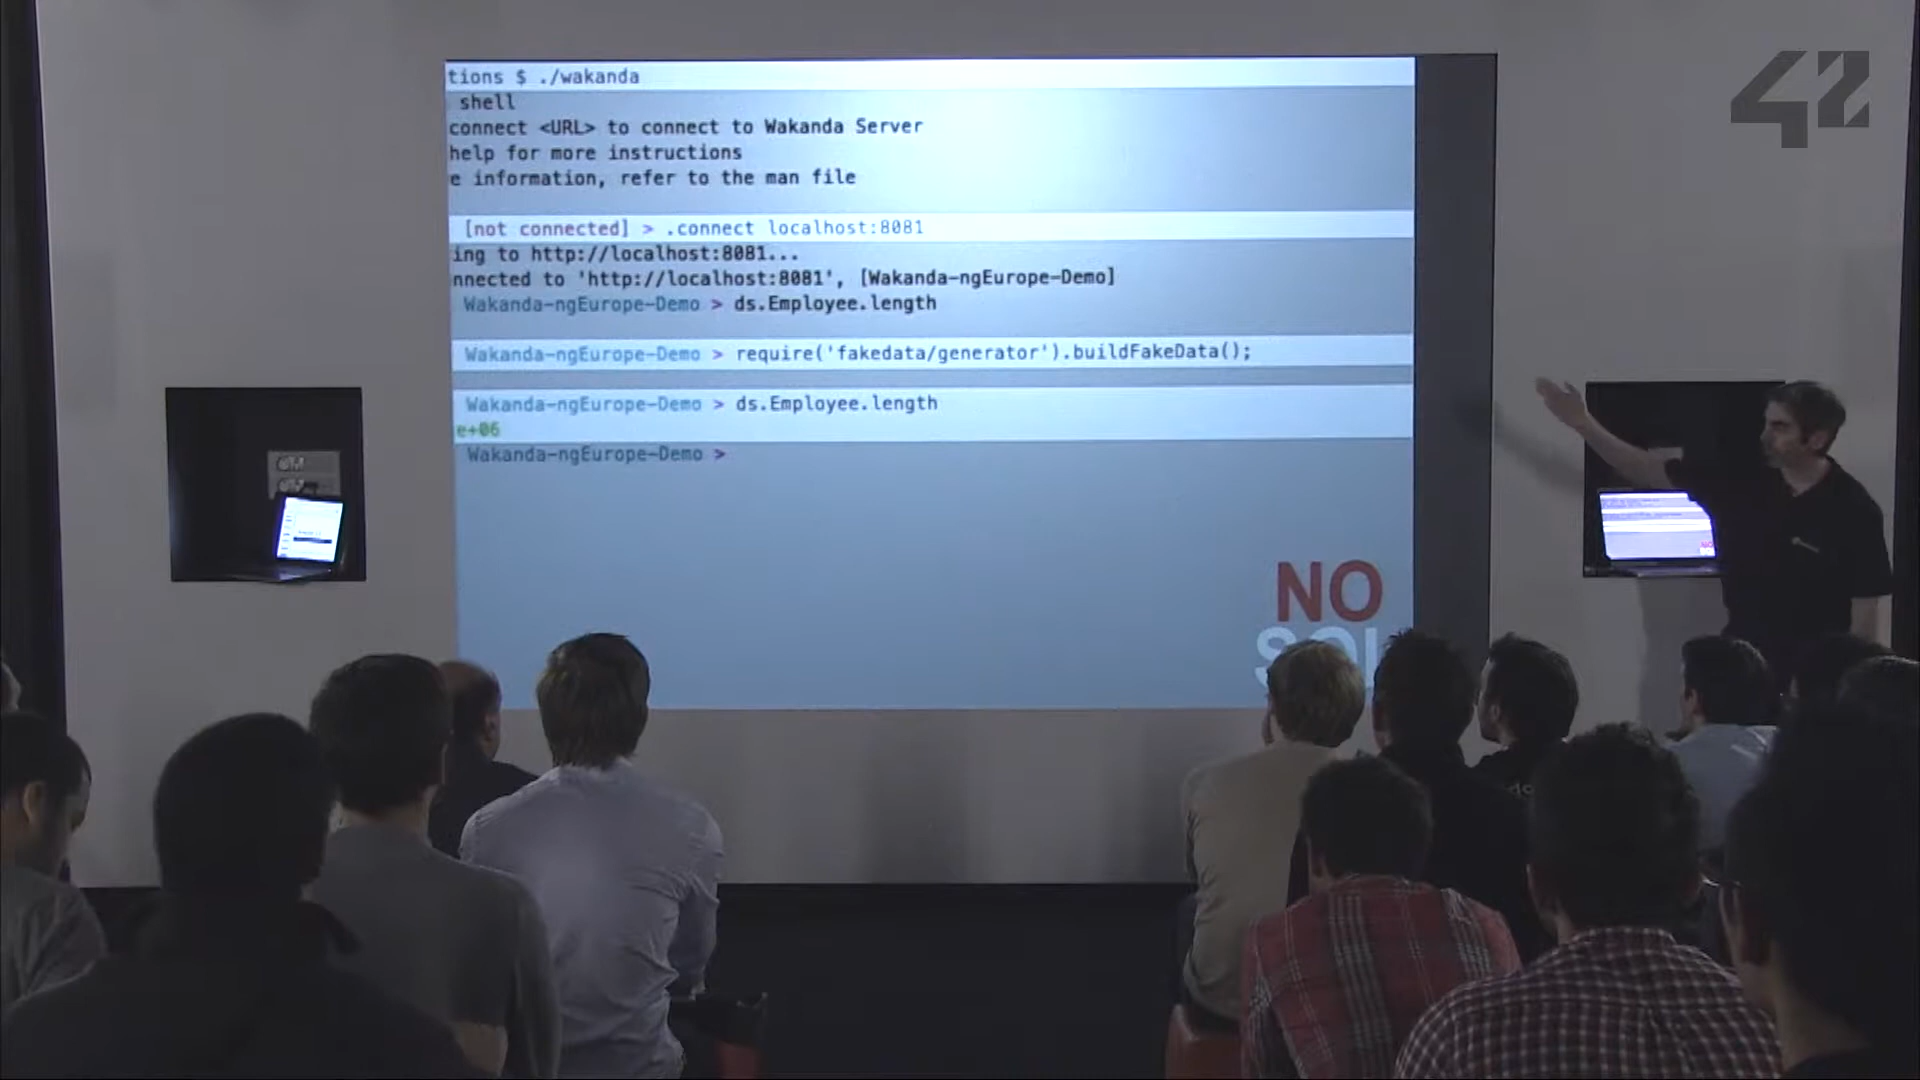 tions $ ./wakanda
shell
connect <URL> to connect to Wakanda Server
help for more instructions
e information, refer to the man file
[not connected] > .connect localhost:8081
ing to http://localhost:8081...
nnected to 'http://localhost:8081', [Wakanda-ngEurope-Demo]
Wakanda-ngEurope-Demo > ds.Employee.length
Wakanda-ngEurope-Demo > require('fakedata/generator').buildFakeData();
Wakanda-ngEurope-Demo > ds.Employee.length
e+06
Wakanda-ngEurope-Demo >
NO
SQL
42